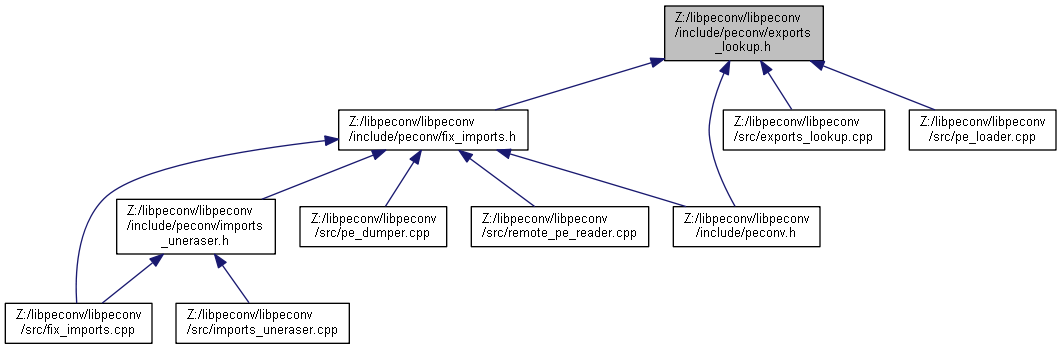 Z:/libpeconv/libpeconv
/include/peconv/exports
_lookup.h
Z:/libpeconv/libpeconv
/include/peconv/fix_imports.h
Z:/libpeconv/libpeconv
/src/exports_lookup.cpp
Z:/libpeconv/libpeconv
/src/pe_loader.cpp
Z:/libpeconv/libpeconv
/include/peconv/imports
_uneraser.h
Z:/libpeconv/libpeconv
/src/pe_dumper.cpp
Z:/libpeconv/libpeconv
/src/remote_pe_reader.cpp
Z:/libpeconv/libpeconv
/include/peconv.h
Z:/libpeconv/libpeconv
/src/fix_imports.cpp
Z:/libpeconv/libpeconv
/src/imports_uneraser.cpp